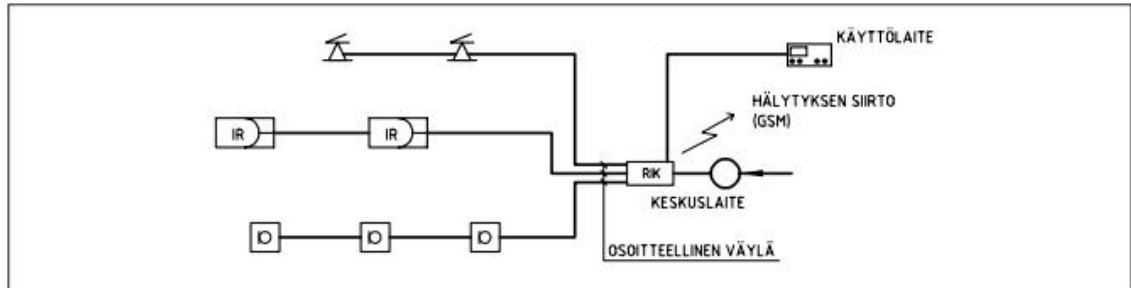 KÄYTTÖLAITE
HÄLYTYKSEN SIIRTO
(GSM)
IR
IR
RIK
KESKUSLAITE
OSOITTEELLINEN VÄYLÄ